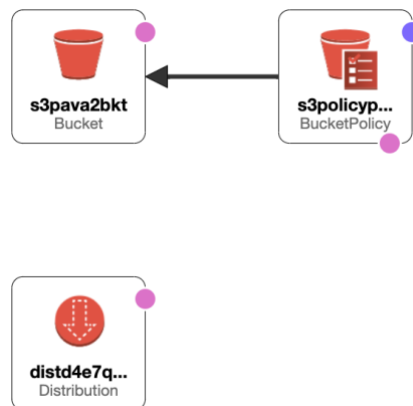 s3pava2bkt
Bucket
s3policyp...
BucketPolicy
distd4e7q...
Distribution